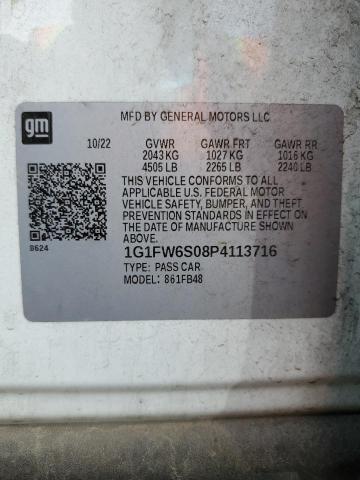 gm
MFD BY GENERAL MOTORS LLC
10/22 GVWR GAWR FRT GAWR RR
2043 KG 1027 KG 1016 KG
4505 LB 2265 LB 2240 LB
THIS VEHICLE CONFORMS TO ALL
APPLICABLE U.S. FEDERAL MOTOR
VEHICLE SAFETY, BUMPER, AND THEFT
PREVENTION STANDARDS IN EFFECT ON
THE DATE OF MANUFACTURE SHOWN
ABOVE.
8624
1G1FW6S08P4113716
TYPE: PASS CAR
MODEL: 861FB48